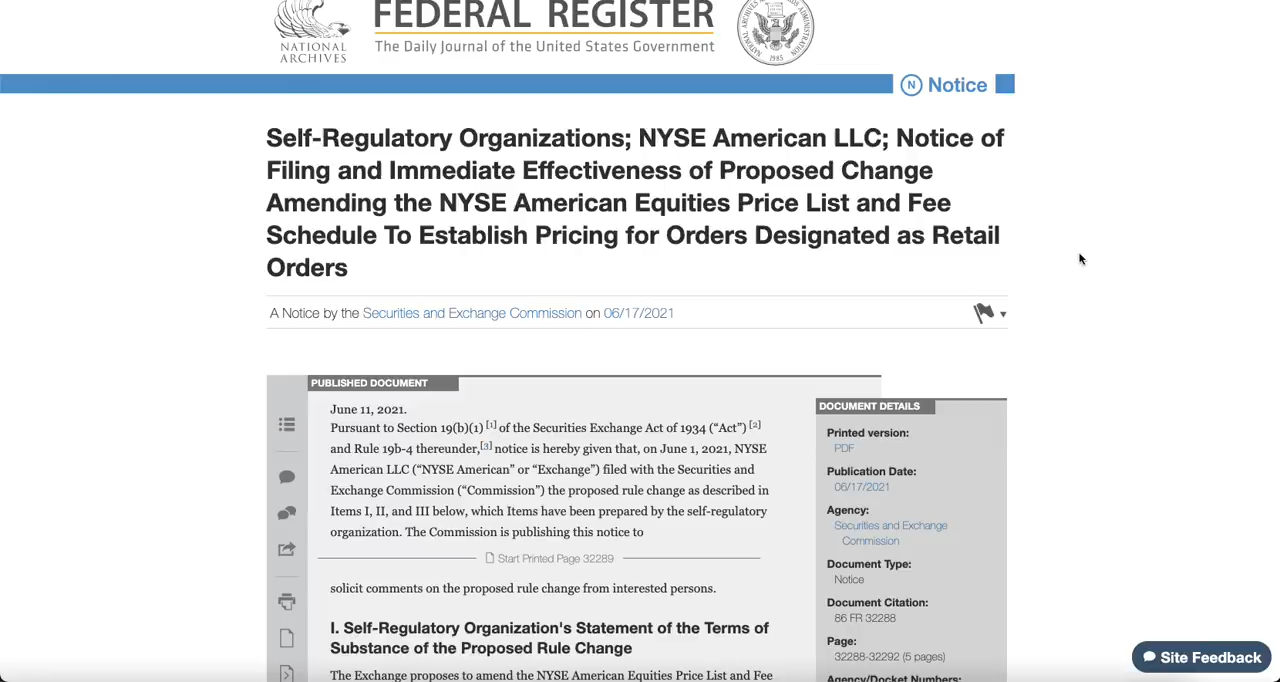 FEDERAL REGISTER
The Daily Journal of the United States Government
NATIONAL
ARCHIVES
1985
N Notice
Self-Regulatory Organizations; NYSE American LLC; Notice of
Filing and Immediate Effectiveness of Proposed Change
Amending the NYSE American Equities Price List and Fee
Schedule To Establish Pricing for Orders Designated as Retail
Orders
A Notice by the Securities and Exchange Commission on 06/17/2021
PUBLISHED DOCUMENT
June 11, 2021.
Pursuant to Section 19(b)(1) [1] of the Securities Exchange Act of 1934 (“Act”) [2]
and Rule 19b-4 thereunder,[3] notice is hereby given that, on June 1, 2021, NYSE
American LLC (“NYSE American” or “Exchange”) filed with the Securities and
Exchange Commission (“Commission”) the proposed rule change as described in
Items I, II, and III below, which Items have been prepared by the self-regulatory
organization. The Commission is publishing this notice to
Start Printed Page 32289
solicit comments on the proposed rule change from interested persons.
I. Self-Regulatory Organization's Statement of the Terms of
Substance of the Proposed Rule Change
The Exchange proposes to amend the NYSE American Equities Price List and Fee
DOCUMENT DETAILS
Printed version:
PDF
Publication Date:
06/17/2021
Agency:
Securities and Exchange
Commission
Document Type:
Notice
Document Citation:
86 FR 32288
Page:
32288-32292 (5 pages)
Agency/Docket Numbers:
Site Feedback